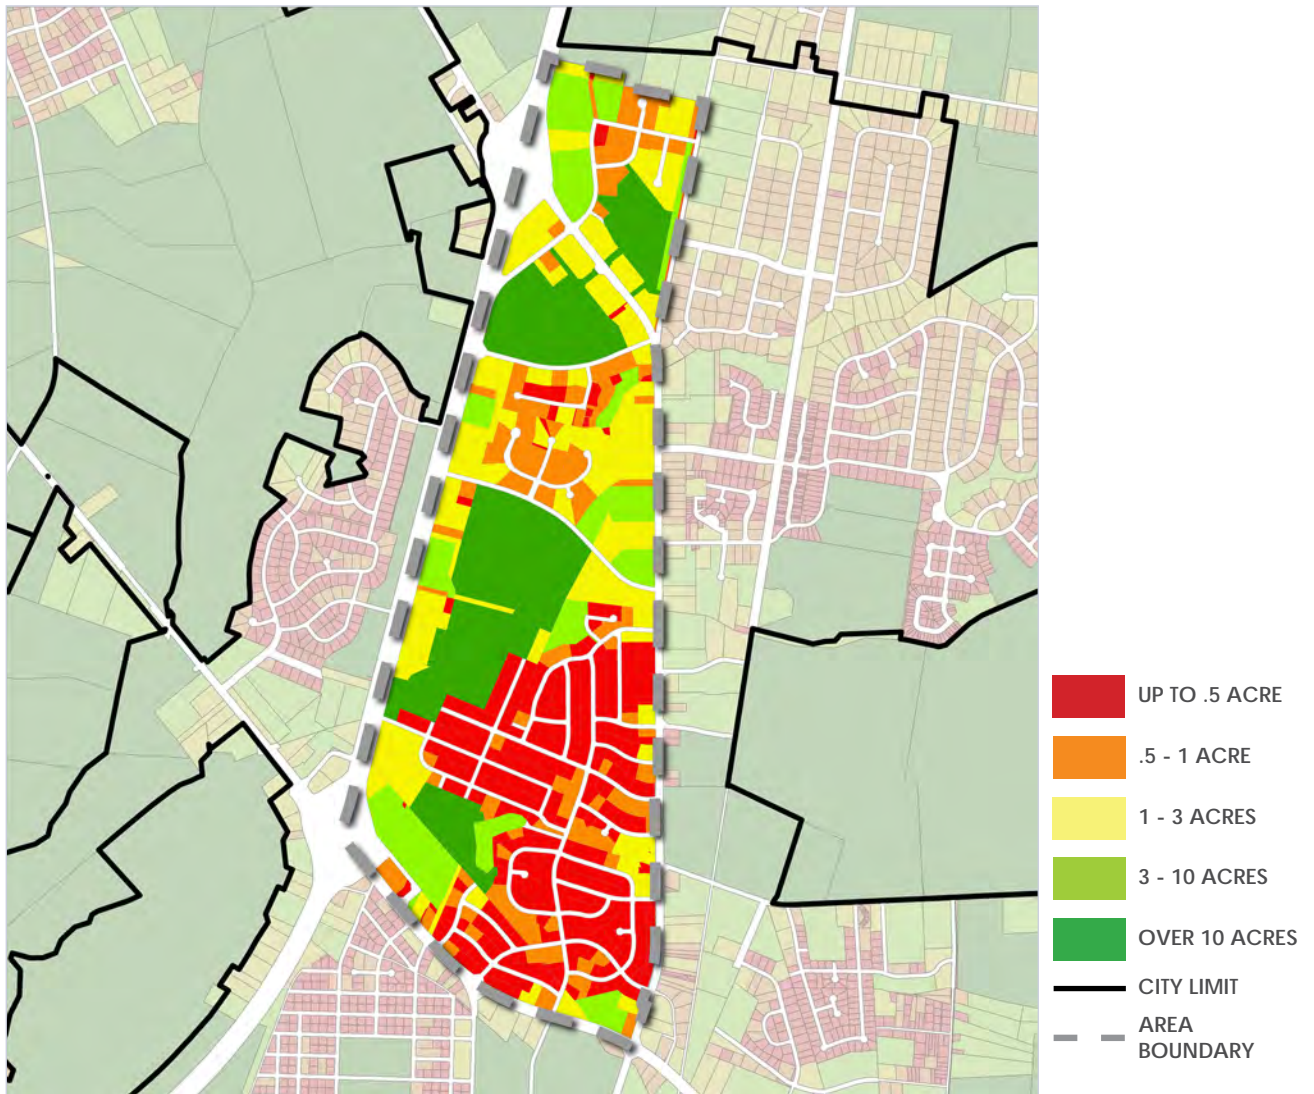 UP TO .5 ACRE
.5 - 1 ACRE
1 - 3 ACRES
3 - 10 ACRES
OVER 10 ACRES
CITY LIMIT
AREA
BOUNDARY